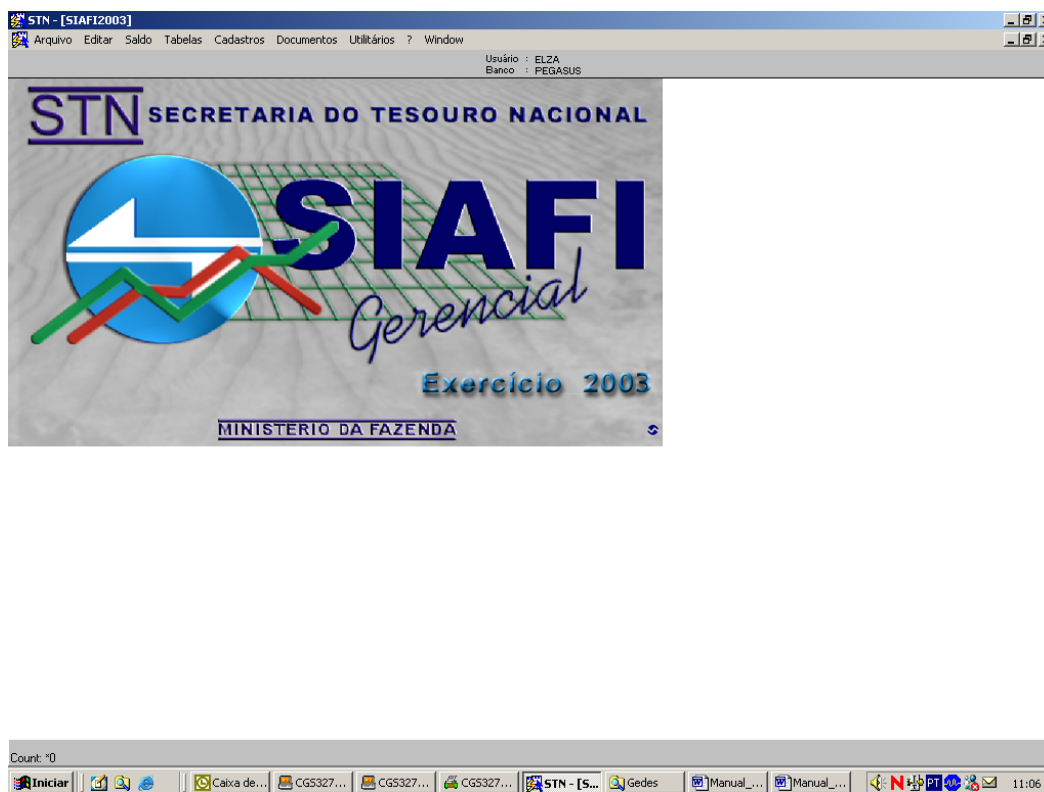 STN - [SIAFI2003]
Arquivo Editar Saldo Tabelas Cadastros Documentos Utilitários ? Window
Usuário : ELZA
Banco : PEGASUS
STN SECRETARIA DO TESOURO NACIONAL
SIAFI
Gerencial
Exercício 2003
MINISTERIO DA FAZENDA
Count: *0
Iniciar Caixa de... CGS327... CGS327... CGS327... STN - [S... Gedes Manual_... Manual_... N PT 11:06